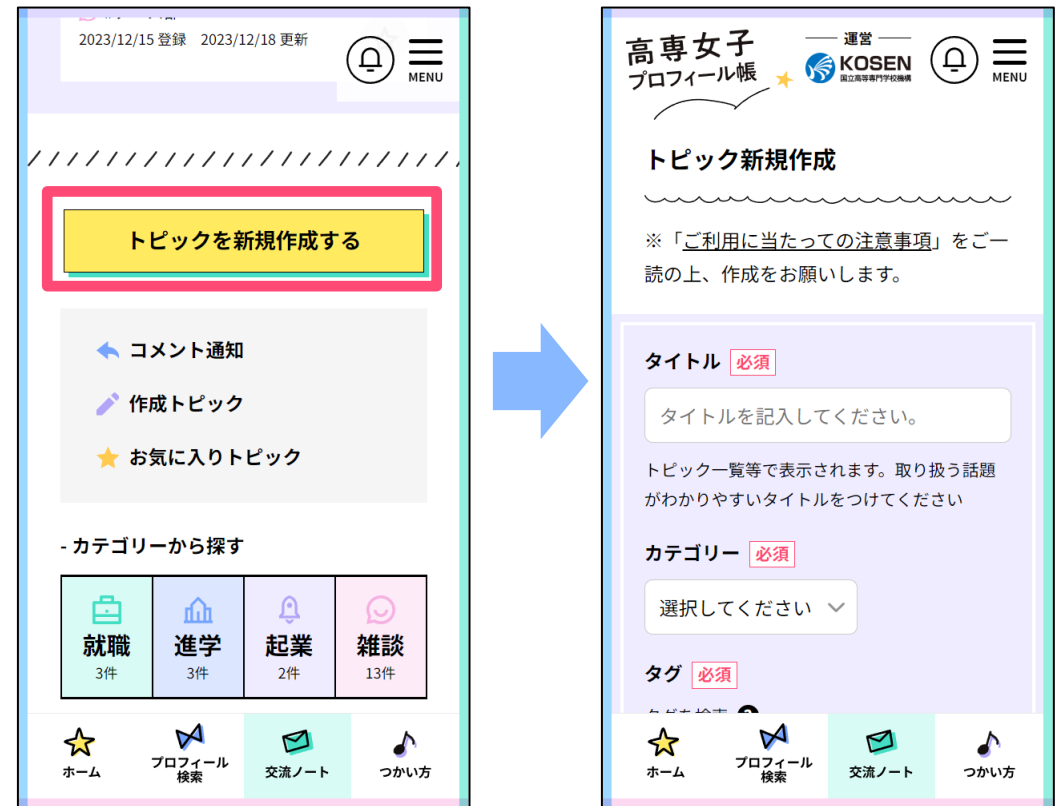 2023/12/15 登録 2023/12/18 更新
MENU
トピックを新規作成する
コメント通知
作成トピック
お気に入りトピック
- カテゴリーから探す
就職
3件
進学
3件
起業
2件
雑談
13件
ホーム
プロフィール
検索
交流ノート
つかい方
高専女子
プロフィール帳
運営
KOSEN
国立高等専門学校機構
MENU
トピック新規作成
※「ご利用に当たっての注意事項」をご一
読の上、作成をお願いします。
タイトル 必須
タイトルを記入してください。
トピック一覧等で表示されます。取り扱う話題
がわかりやすいタイトルをつけてください
カテゴリー 必須
選択してください
タグ 必須
ホーム
プロフィール
検索
交流ノート
つかい方